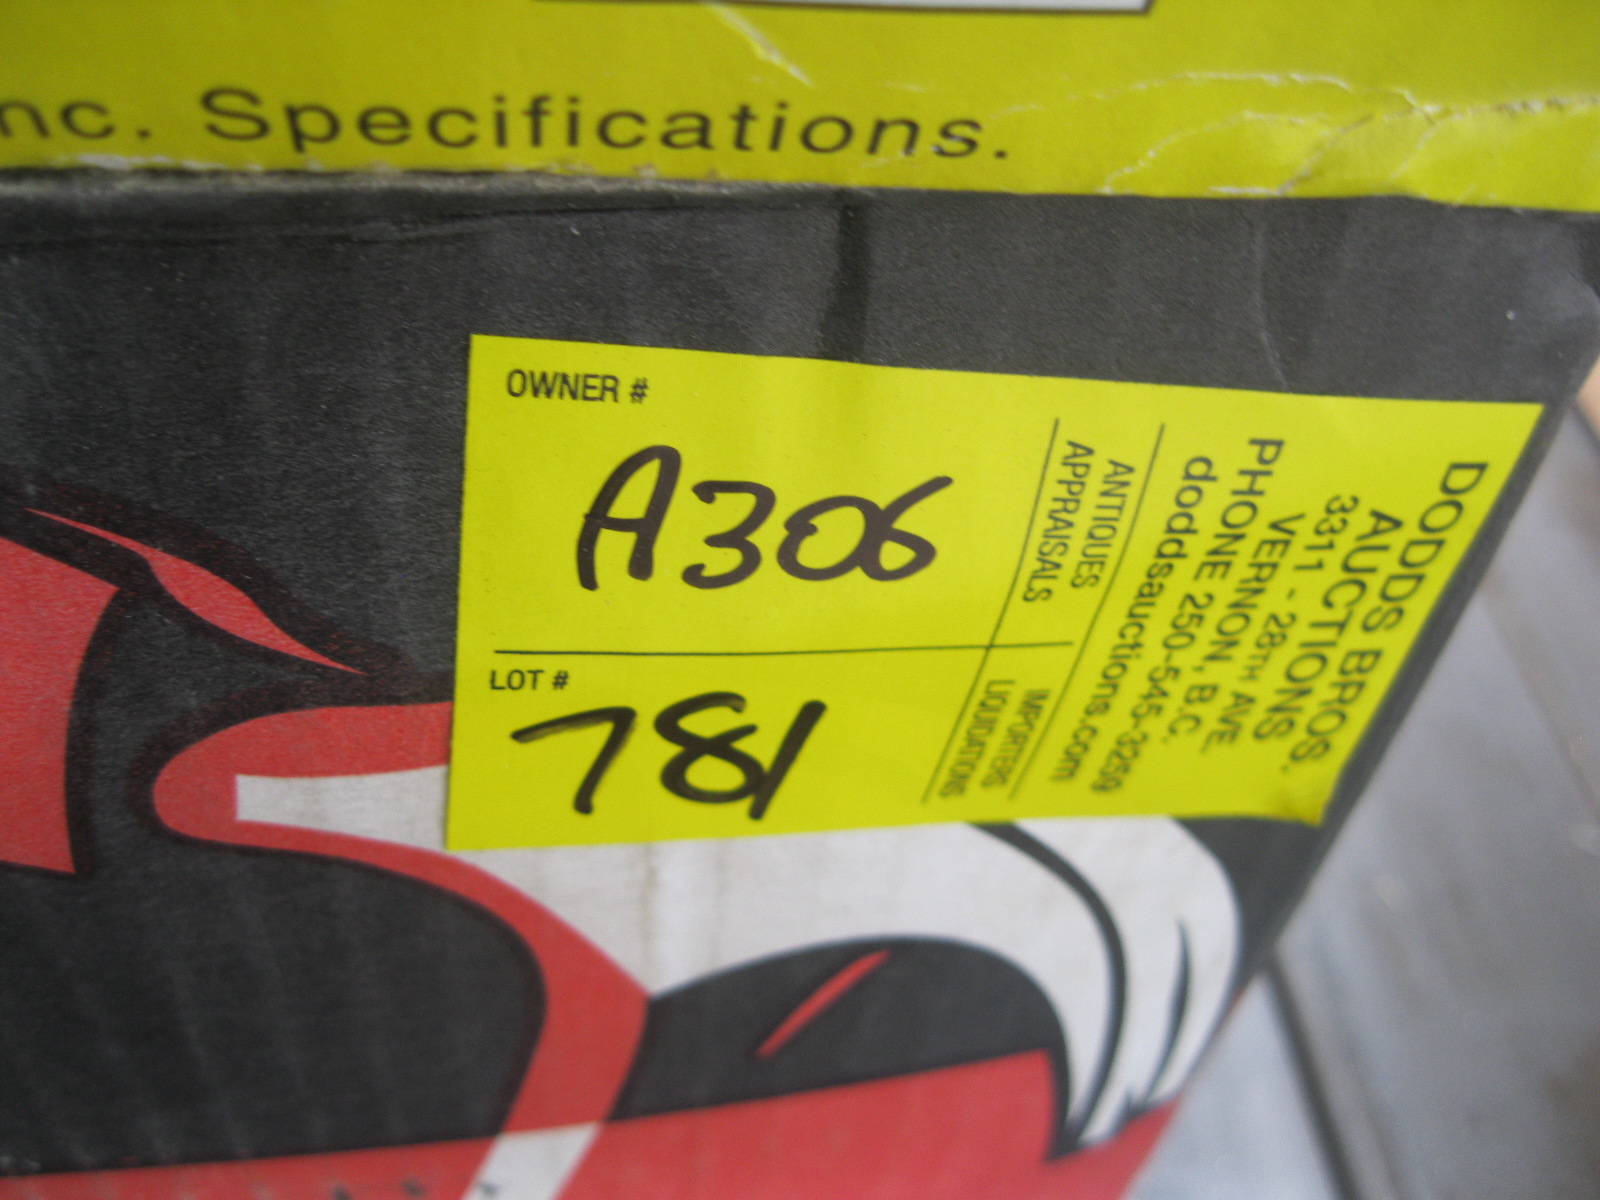 nc. Specifications.
OWNER #
A306
LOT #
781
DODDS BROS.
AUCTIONS
3311 - 28TH AVE.
VERNON, B.C.
PHONE 250-545-3259
doddsauctions.com
ANTIQUES
APPRAISALS
IMPORTERS
LIQUIDATIONS